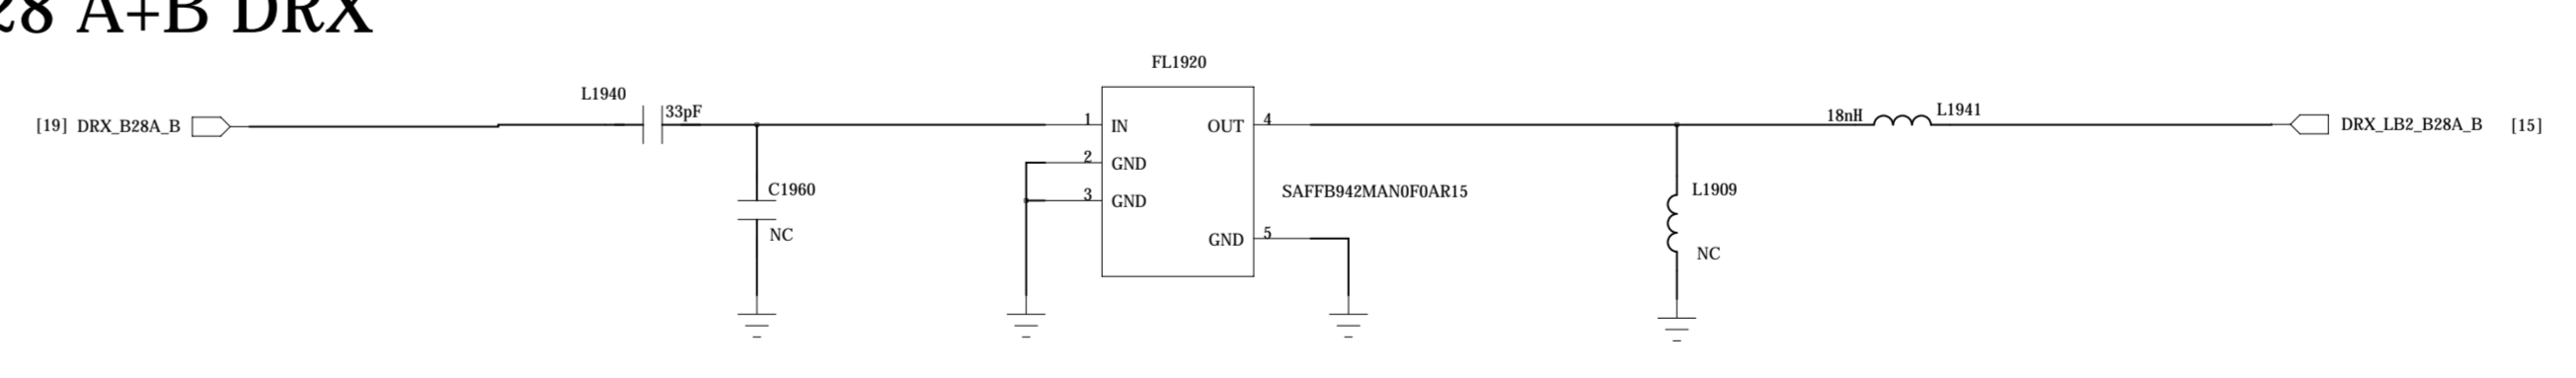 28 A+B DRX
FL1920
L1940
33pF
[19] DRX_B28A_B
1
IN
OUT
4
18nH
L1941
DRX_LB2_B28A_B [15]
2
GND
C1960
3
GND
SAFFB942MAN0F0AR15
L1909
NC
GND
5
NC